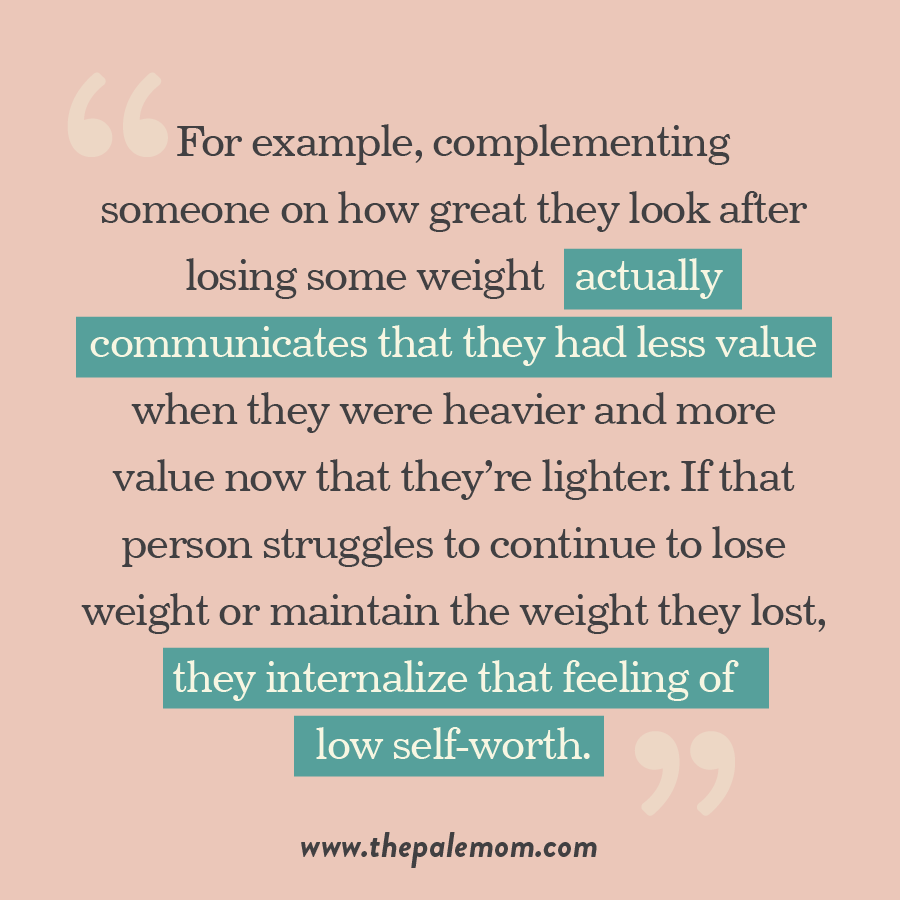 “For example, complementing
someone on how great they look after
losing some weight actually
communicates that they had less value
when they were heavier and more
value now that they’re lighter. If that
person struggles to continue to lose
weight or maintain the weight they lost,
they internalize that feeling of
low self-worth.”
www.thepalemom.com